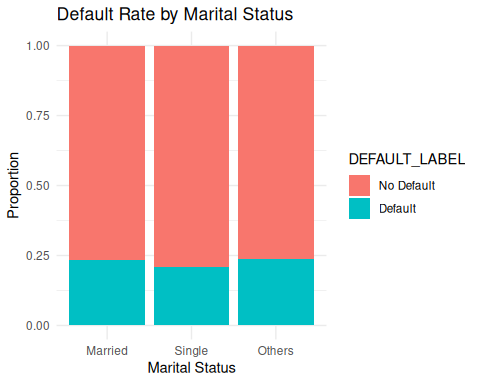 Default Rate by Marital Status
1.00
0.75
0.50
0.25
0.00
Proportion
Married Single Others
Marital Status
DEFAULT_LABEL
No Default
Default